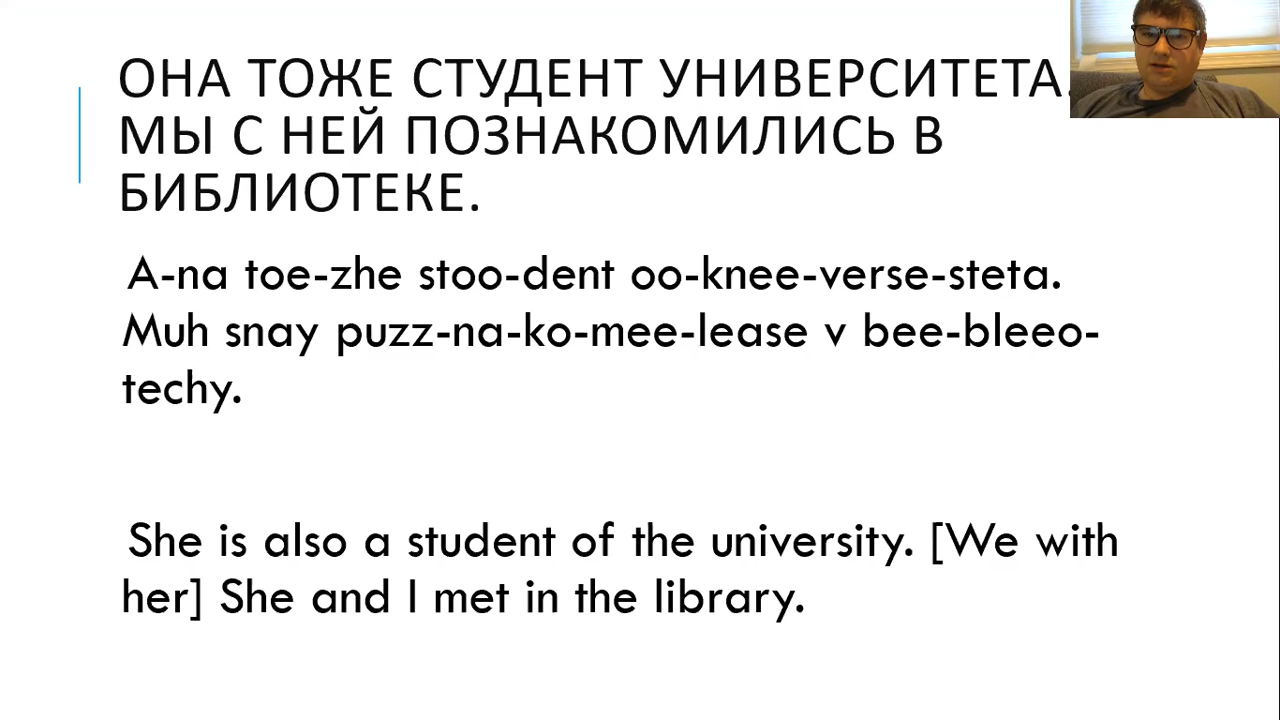 ОНА ТОЖЕ СТУДЕНТ УНИВЕРСИТЕТА.
МЫ С НЕЙ ПОЗНАКОМИЛИСЬ В
БИБЛИОТЕКЕ.
A-na toe-zhe stoo-dent oo-knee-verse-steta.
Muh snay puzz-na-ko-mee-lease v bee-bleeo-
techy.
She is also a student of the university. [We with
her] She and I met in the library.